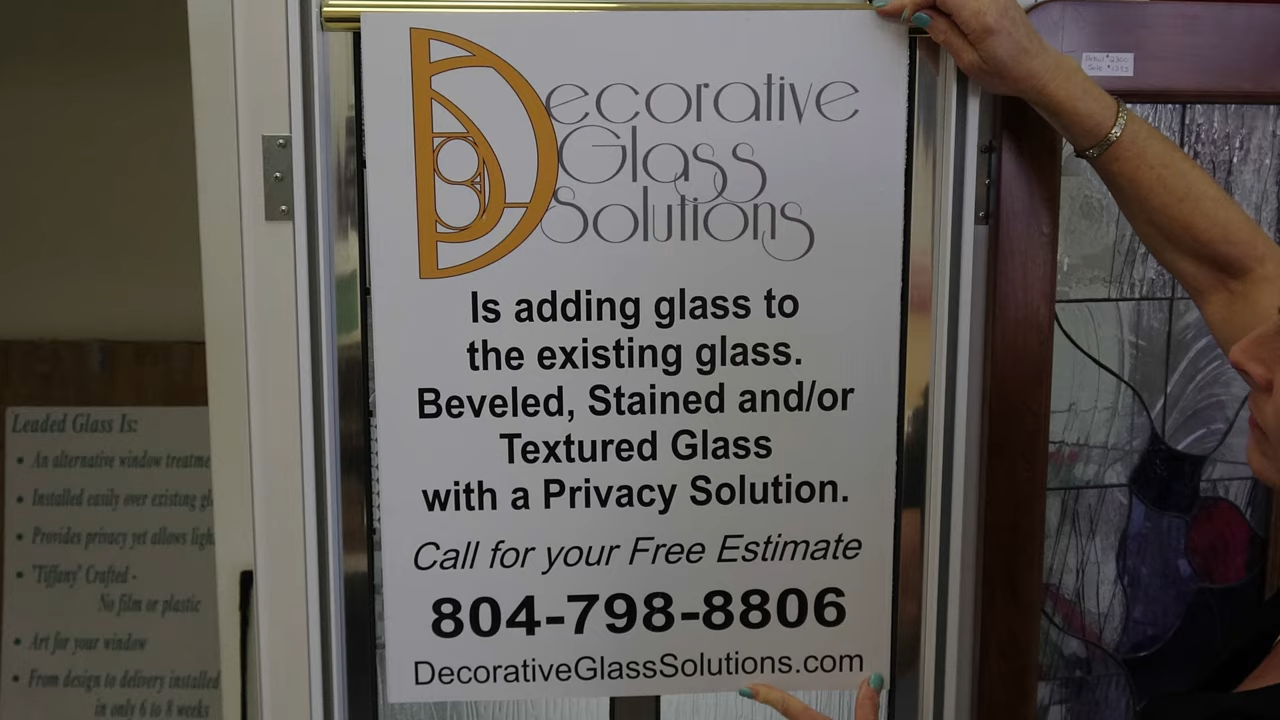 Decorative
Glass
Solutions
Is adding glass to
the existing glass.
Beveled, Stained and/or
Textured Glass
with a Privacy Solution.
Call for your Free Estimate
804-798-8806
DecorativeGlassSolutions.com
Leaded Glass Is:
• An alternative window treatme
• Installed easily over existing gl
• Provides privacy yet allows ligh
• "Tiffany" Crafted -
No film or plastic
• Art for your window
• From design to delivery installed
in only 6 to 8 weeks